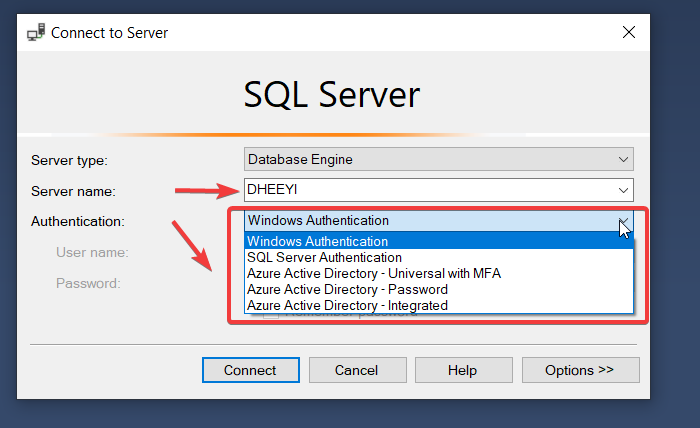 Connect to Server
SQL Server
Server type: Database Engine
Server name: DHEEYI
Authentication: Windows Authentication
Windows Authentication
User name: SQL Server Authentication
Azure Active Directory - Universal with MFA
Password: Azure Active Directory - Password
Azure Active Directory - Integrated
Remember password
Connect Cancel Help Options >>